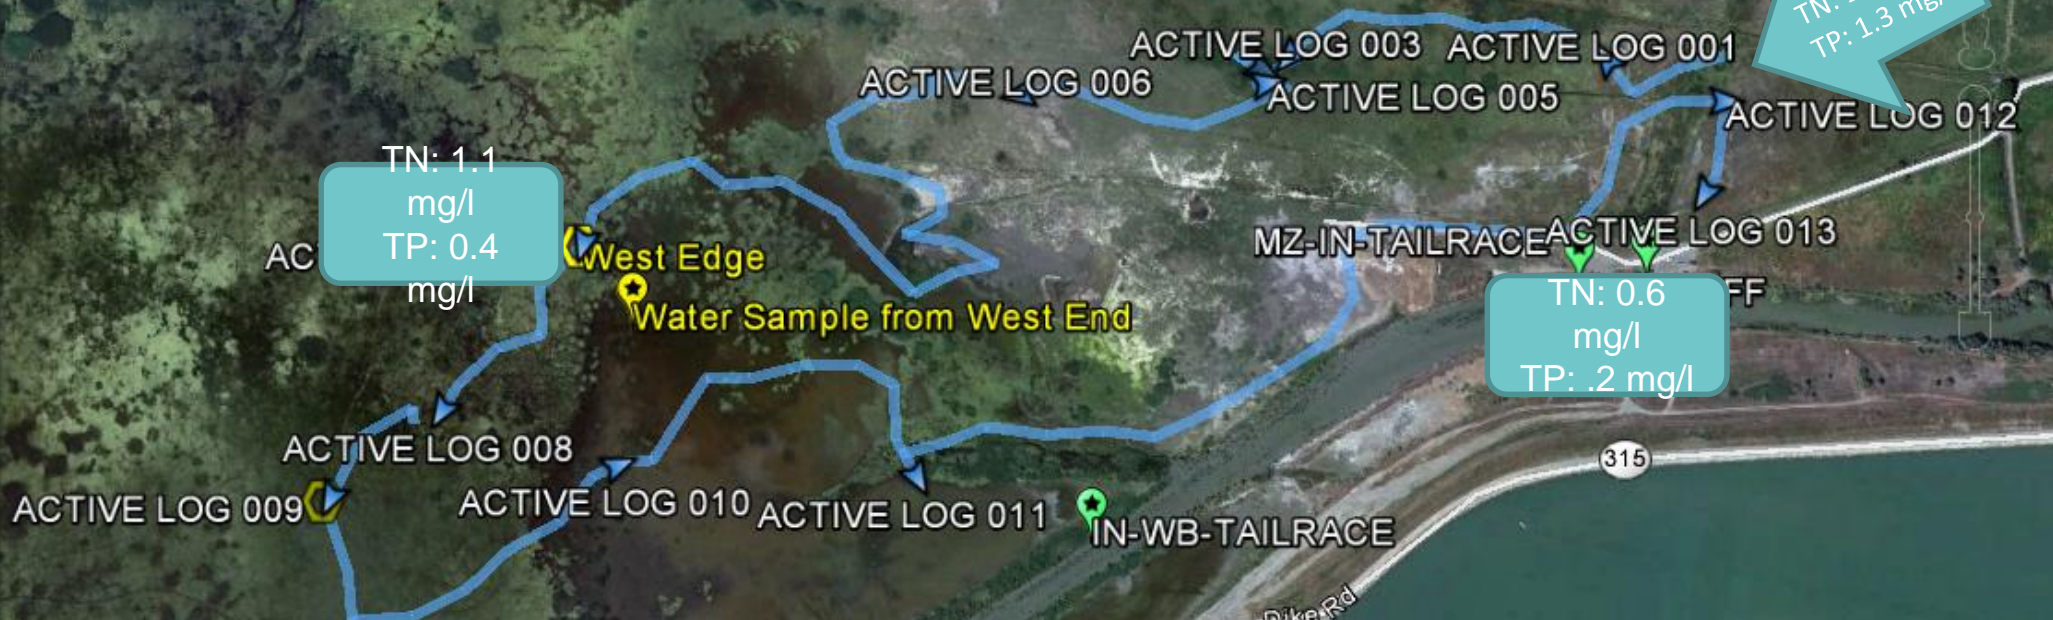 TN:
TP: 1.3 mg/
ACTIVE LOG 003
ACTIVE LOG 001
ACTIVE LOG 006
ACTIVE LOG 005
ACTIVE LOG 012
TN: 1.1
mg/l
TP: 0.4
mg/l
AC
West Edge
MZ-IN-TAILRACE
ACTIVE LOG 013
Water Sample from West End
FF
TN: 0.6
mg/l
TP: .2 mg/l
ACTIVE LOG 008
315
ACTIVE LOG 009
ACTIVE LOG 010
ACTIVE LOG 011
IN-WB-TAILRACE
Dike Rd